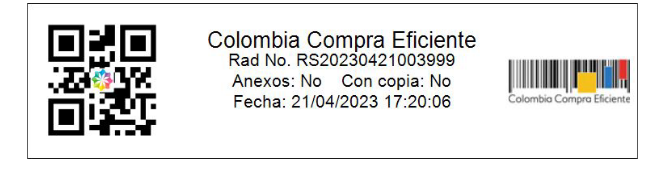 Colombia Compra Eficiente
Rad No. RS20230421003999
Anexos: No Con copia: No
Fecha: 21/04/2023 17:20:06
Colombia Compra Eficiente